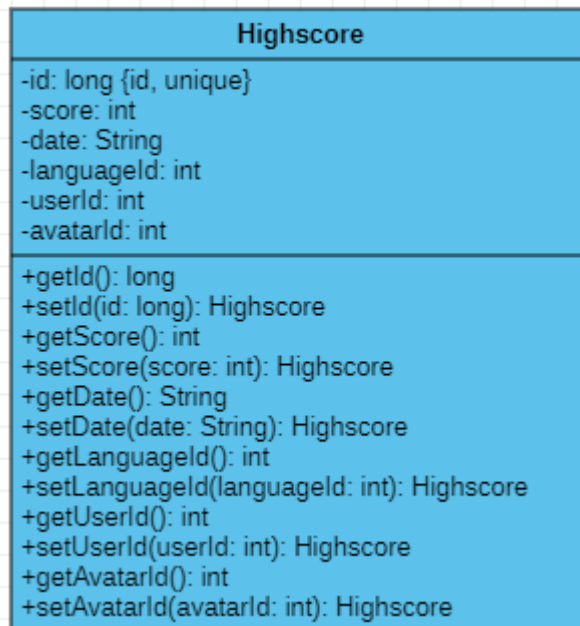 Highscore
-id: long {id, unique}
-score: int
-date: String
-languageId: int
-userId: int
-avatarId: int
+getId(): long
+setId(id: long): Highscore
+getScore(): int
+setScore(score: int): Highscore
+getDate(): String
+setDate(date: String): Highscore
+getLanguageId(): int
+setLanguageId(languageId: int): Highscore
+getUserId(): int
+setUserId(userId: int): Highscore
+getAvatarId(): int
+setAvatarId(avatarId: int): Highscore